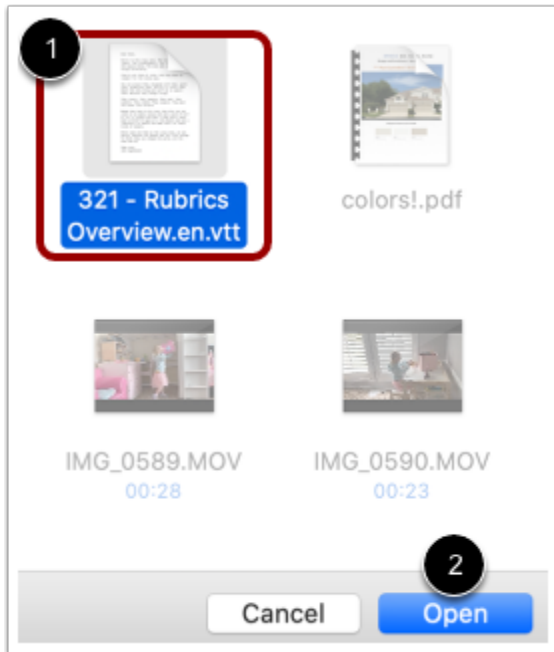 1
321 - Rubrics
Overview.en.vtt
colors!.pdf
IMG_0589.MOV
00:28
IMG_0590.MOV
00:23
2
Cancel
Open